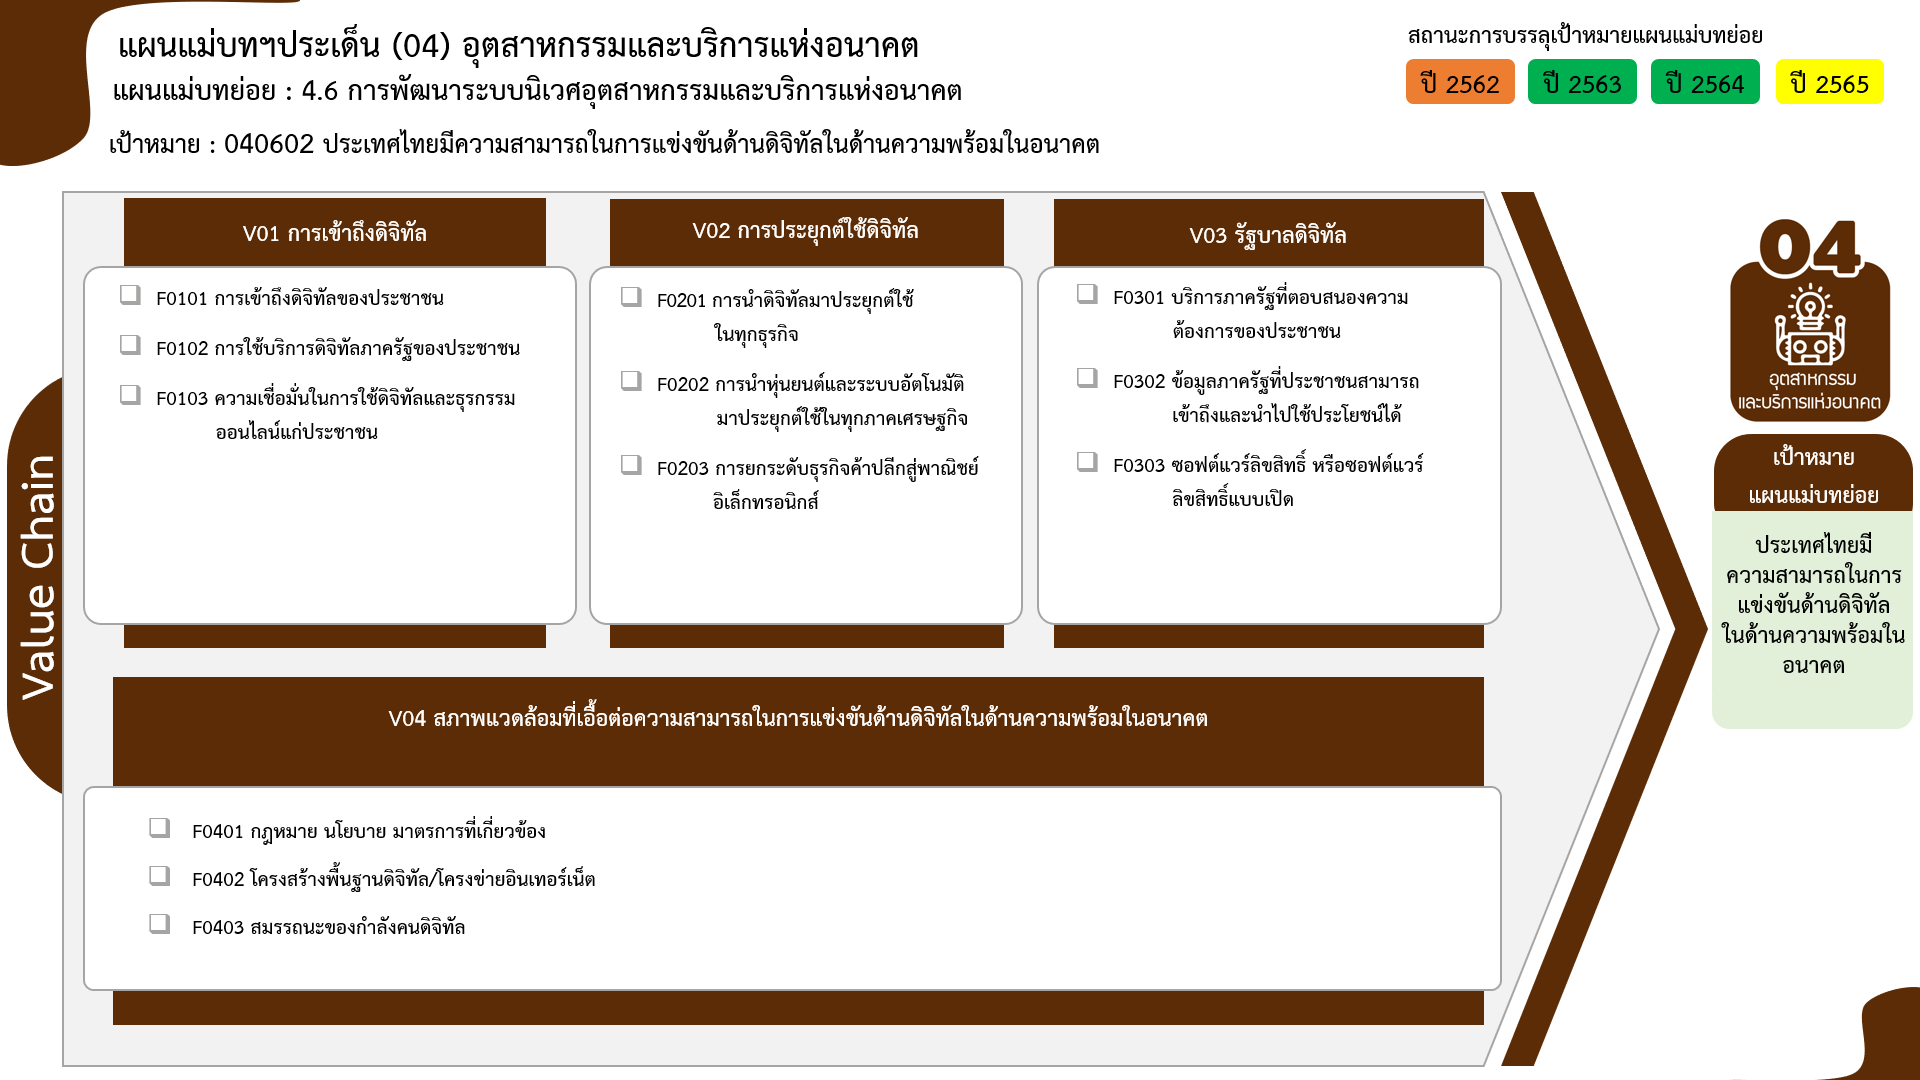 แผนแม่บทฯประเด็น (04) อุตสาหกรรมและบริการแห่งอนาคต
แผนแม่บทย่อย : 4.6 การพัฒนาระบบนิเวศอุตสาหกรรมและบริการแห่งอนาคต
เป้าหมาย : 040602 ประเทศไทยมีความสามารถในการแข่งขันด้านดิจิทัลในด้านความพร้อมในอนาคต
สถานะการบรรลุเป้าหมายแผนแม่บทย่อย
ปี 2562 ปี 2563 ปี 2564 ปี 2565
Value Chain
V01 การเข้าถึงดิจิทัล
F0101 การเข้าถึงดิจิทัลของประชาชน
F0102 การใช้บริการดิจิทัลภาครัฐของประชาชน
F0103 ความเชื่อมั่นในการใช้ดิจิทัลและธุรกรรม
ออนไลน์แก่ประชาชน
V02 การประยุกต์ใช้ดิจิทัล
F0201 การนำดิจิทัลมาประยุกต์ใช้
ในทุกธุรกิจ
F0202 การนำหุ่นยนต์และระบบอัตโนมัติ
มาประยุกต์ใช้ในทุกภาคเศรษฐกิจ
F0203 การยกระดับธุรกิจค้าปลีกสู่พาณิชย์
อิเล็กทรอนิกส์
V03 รัฐบาลดิจิทัล
F0301 บริการภาครัฐที่ตอบสนองความ
ต้องการของประชาชน
F0302 ข้อมูลภาครัฐที่ประชาชนสามารถ
เข้าถึงและนำไปใช้ประโยชน์ได้
F0303 ซอฟต์แวร์ลิขสิทธิ์ หรือซอฟต์แวร์
ลิขสิทธิ์แบบเปิด
V04 สภาพแวดล้อมที่เอื้อต่อความสามารถในการแข่งขันด้านดิจิทัลในด้านความพร้อมในอนาคต
F0401 กฎหมาย นโยบาย มาตรการที่เกี่ยวข้อง
F0402 โครงสร้างพื้นฐานดิจิทัล/โครงข่ายอินเทอร์เน็ต
F0403 สมรรถนะของกำลังคนดิจิทัล
04
อุตสาหกรรม
และบริการแห่งอนาคต
เป้าหมาย
แผนแม่บทย่อย
ประเทศไทยมี
ความสามารถในการ
แข่งขันด้านดิจิทัล
ในด้านความพร้อมใน
อนาคต